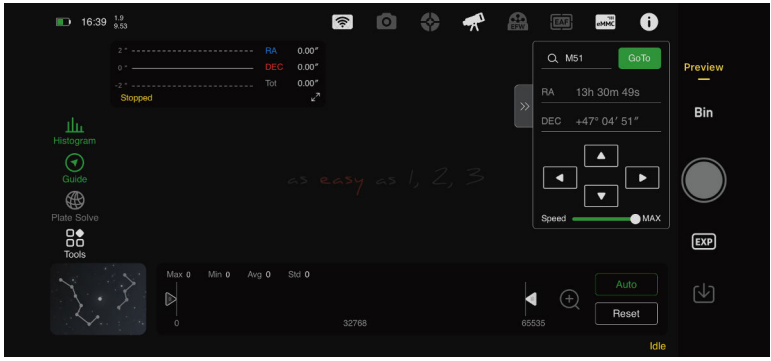 16:39 1.9
9.53
EFW
EAF
eMMC
2 " RA 0.00"
0 " DEC 0.00"
-2 " Tot 0.00"
Stopped
M51 GoTo
RA 13h 30m 49s
DEC +47° 04′ 51″
Speed MAX
Preview
Bin
EXP
Histogram
Guide
Plate Solve
Tools
as easy as 1, 2, 3
Max 0 Min 0 Avg 0 Std 0
0 32768 65535
Auto
Reset
Idle